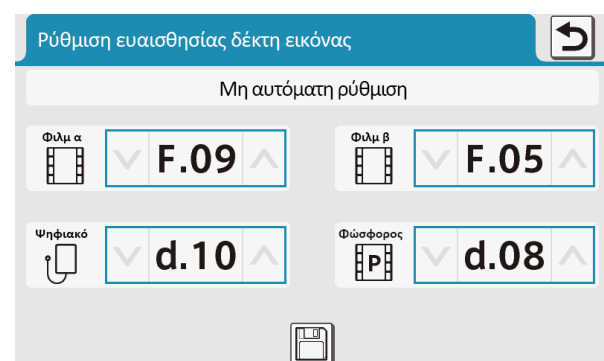 Ρύθμιση ευαισθησίας δέκτη εικόνας
Μη αυτόματη ρύθμιση
Φιλμ α
F.09
Φιλμ β
F.05
Ψηφιακό
d.10
Φώσφορος
P
d.08